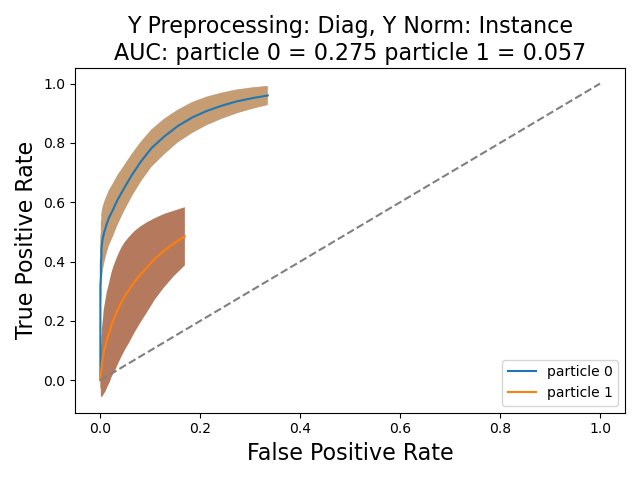 Y Preprocessing: Diag, Y Norm: Instance
AUC: particle 0 = 0.275 particle 1 = 0.057
True Positive Rate
1.0
0.8
0.6
0.4
0.2
0.0
0.0 0.2 0.4 0.6 0.8 1.0
False Positive Rate
particle 0
particle 1